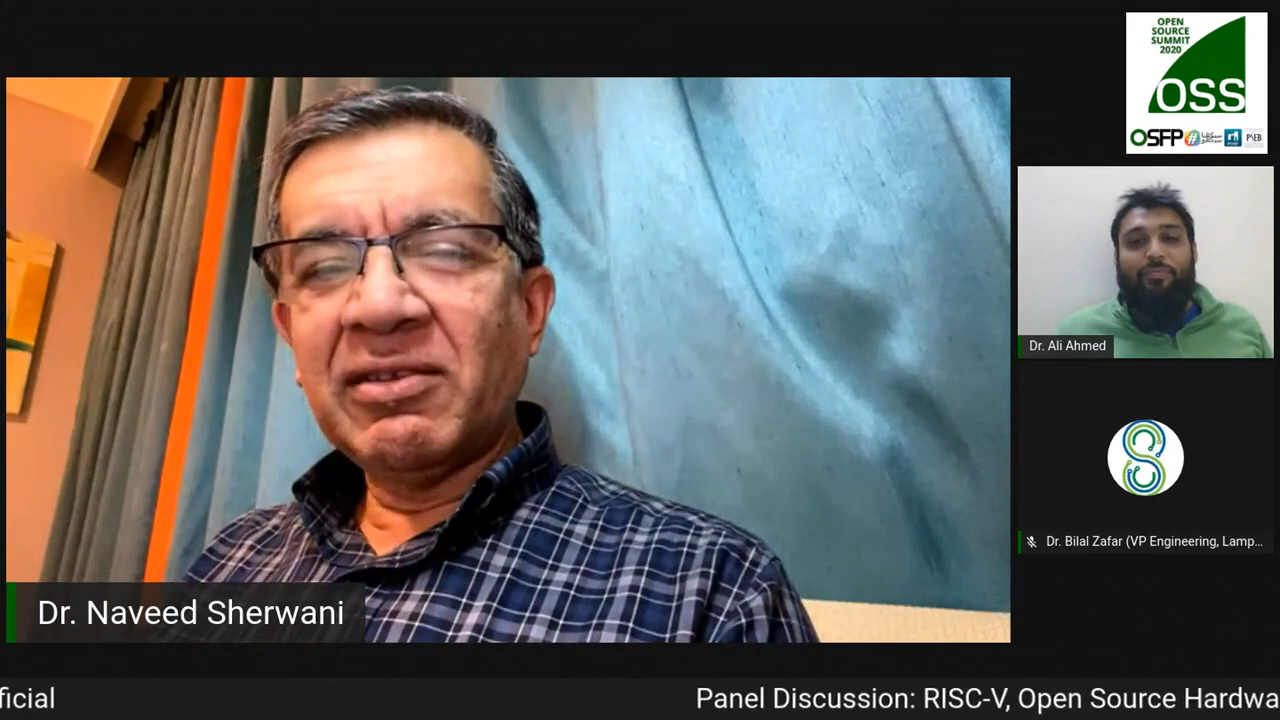 OPEN
SOURCE
SUMMIT
2020
OSS
OSFP
Dr. Ali Ahmed
Dr. Bilal Zafar (VP Engineering, Lamp...
Dr. Naveed Sherwani
ficial
Panel Discussion: RISC-V, Open Source Hardwa